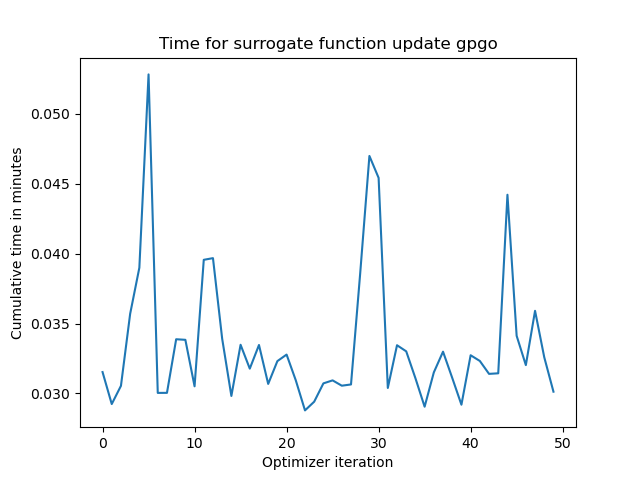 Time for surrogate function update gpgo
Cumulative time in minutes
0.050
0.045
0.040
0.035
0.030
0 10 20 30 40 50
Optimizer iteration